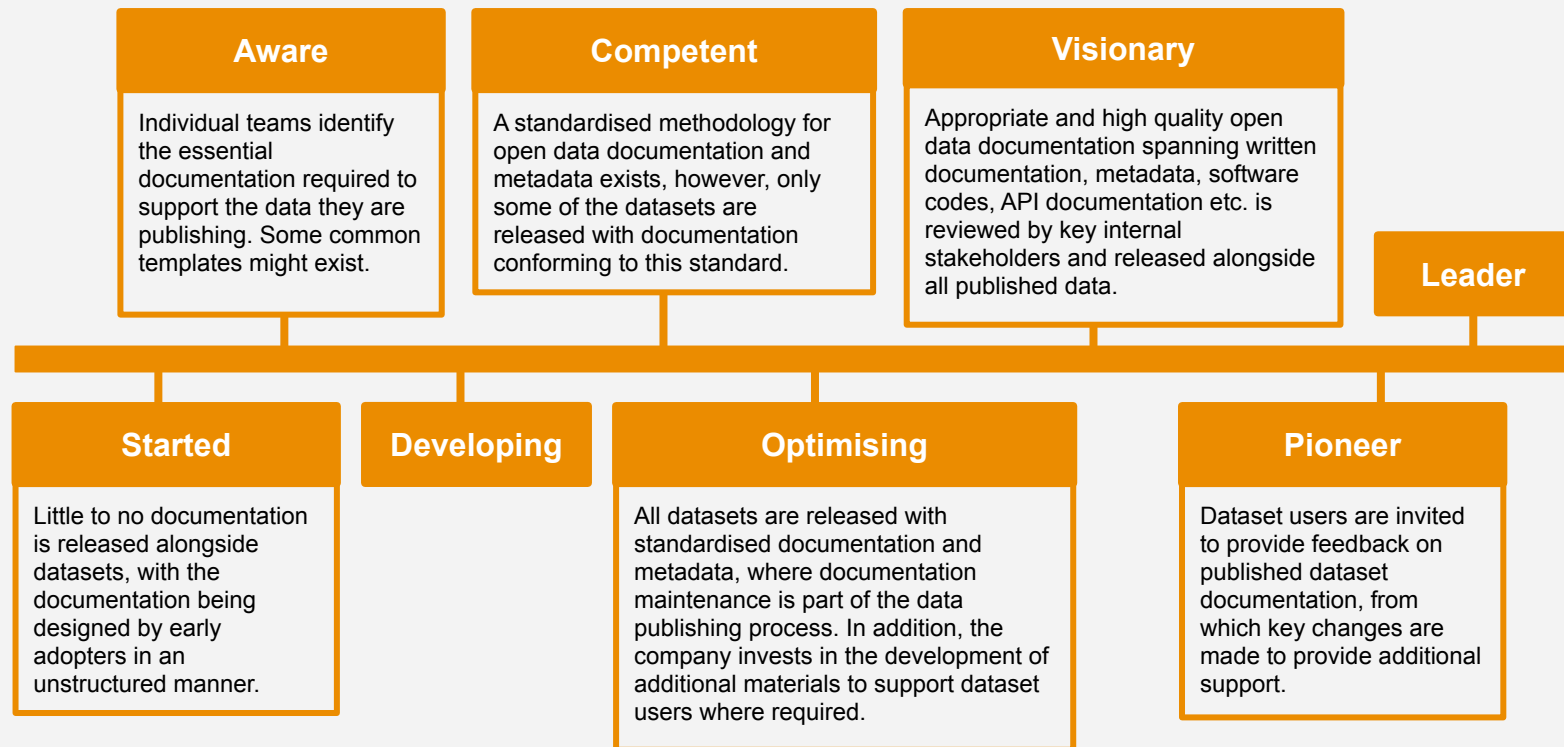 Aware
Individual teams identify
the essential
documentation required to
support the data they are
publishing. Some common
templates might exist.
Competent
A standardised methodology for
open data documentation and
metadata exists, however, only
some of the datasets are
released with documentation
conforming to this standard.
Visionary
Appropriate and high quality open
data documentation spanning written
documentation, metadata, software
codes, API documentation etc. is
reviewed by key internal
stakeholders and released alongside
all published data.
Leader
Started
Little to no documentation
is released alongside
datasets, with the
documentation being
designed by early
adopters in an
unstructured manner.
Developing
Optimising
All datasets are released with
standardised documentation and
metadata, where documentation
maintenance is part of the data
publishing process. In addition, the
company invests in the development of
additional materials to support dataset
users where required.
Pioneer
Dataset users are invited
to provide feedback on
published dataset
documentation, from
which key changes are
made to provide additional
support.